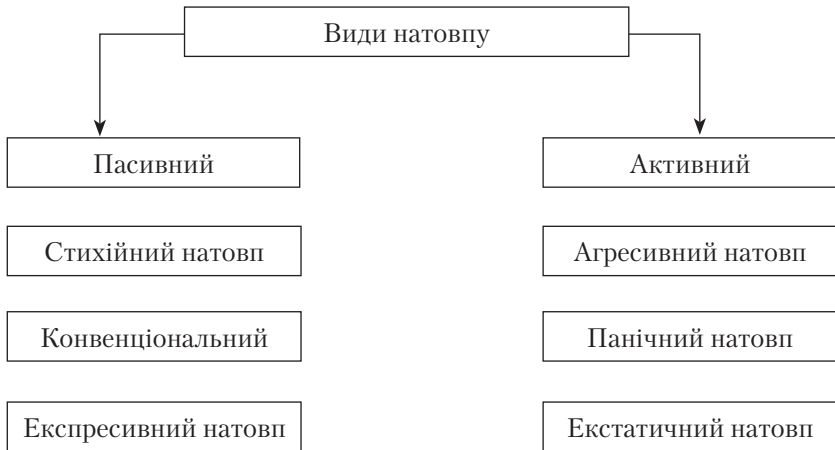 Види натовпу
Пасивний
Активний
Стихійний натовп
Агресивний натовп
Конвенціональний
Панічний натовп
Експресивний натовп
Екстатичний натовп